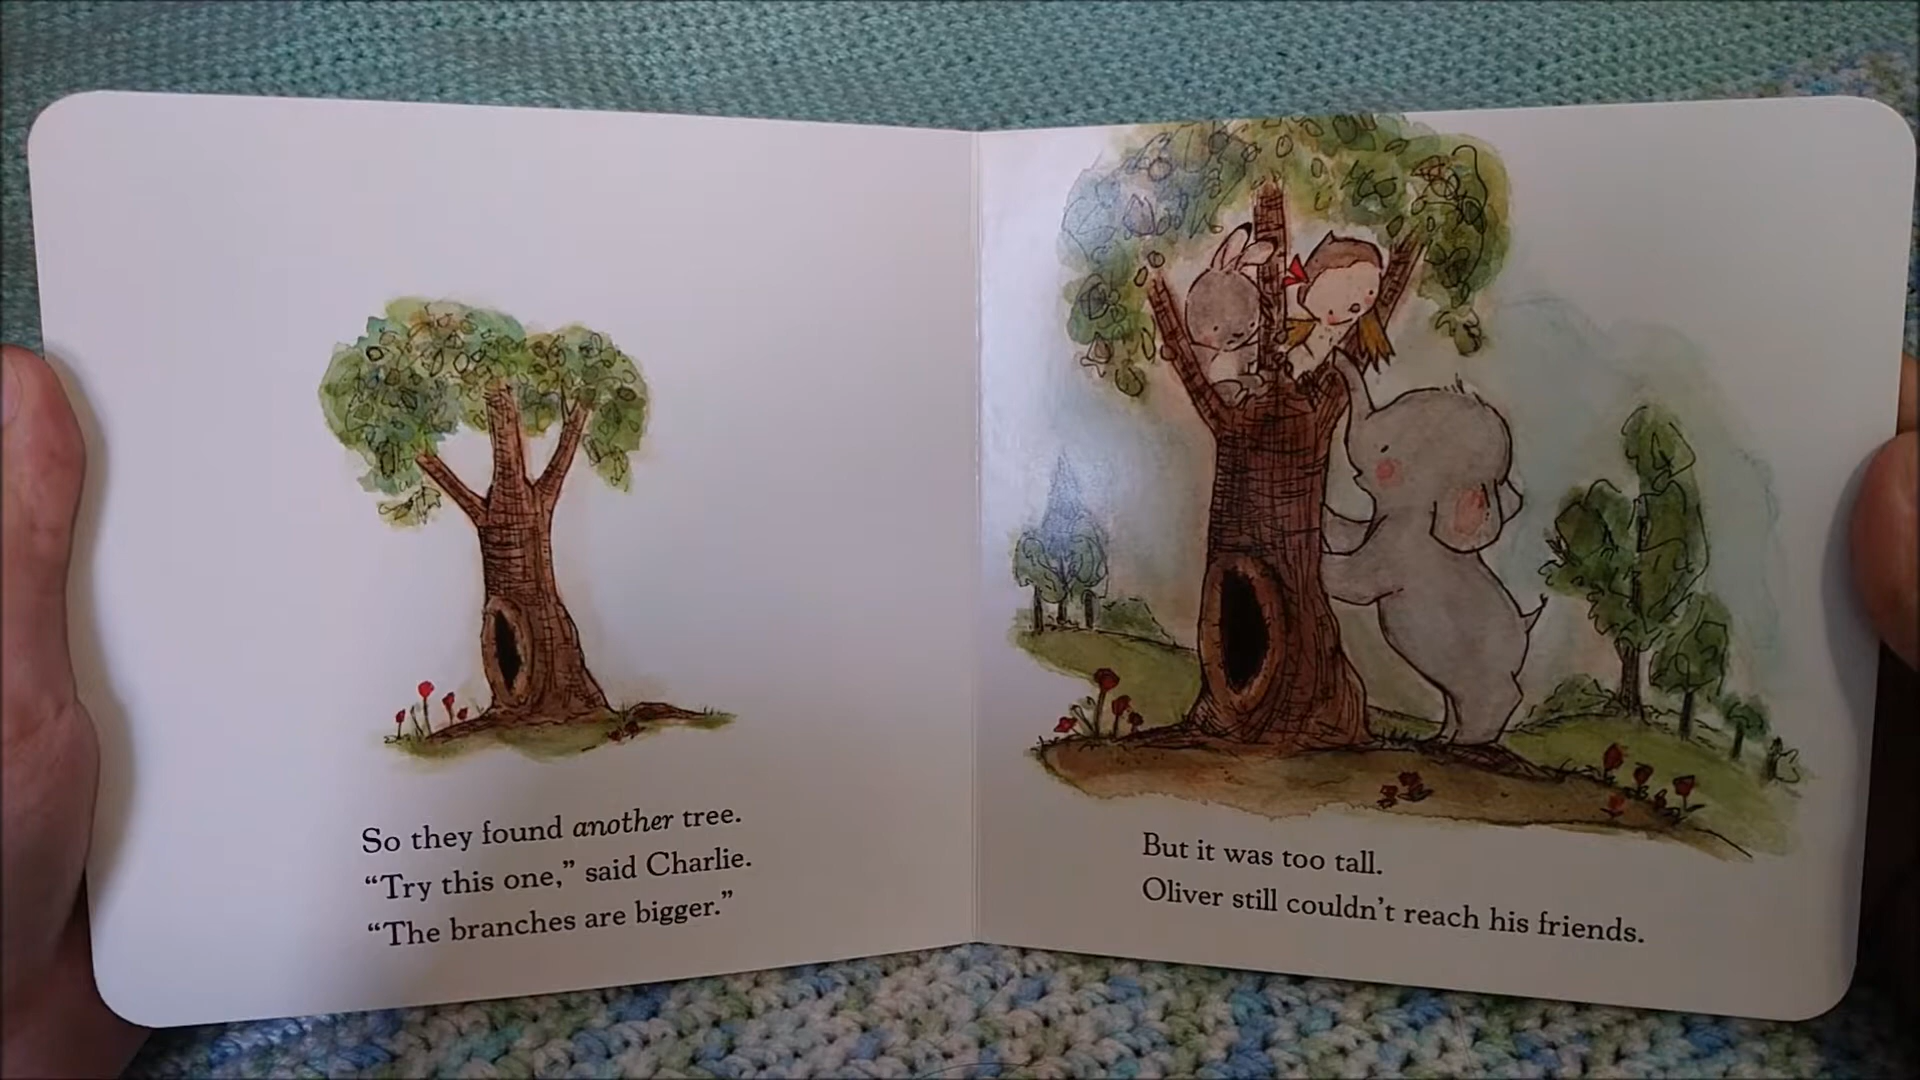 So they found another tree.
“Try this one,” said Charlie.
“The branches are bigger.”
But it was too tall.
Oliver still couldn’t reach his friends.